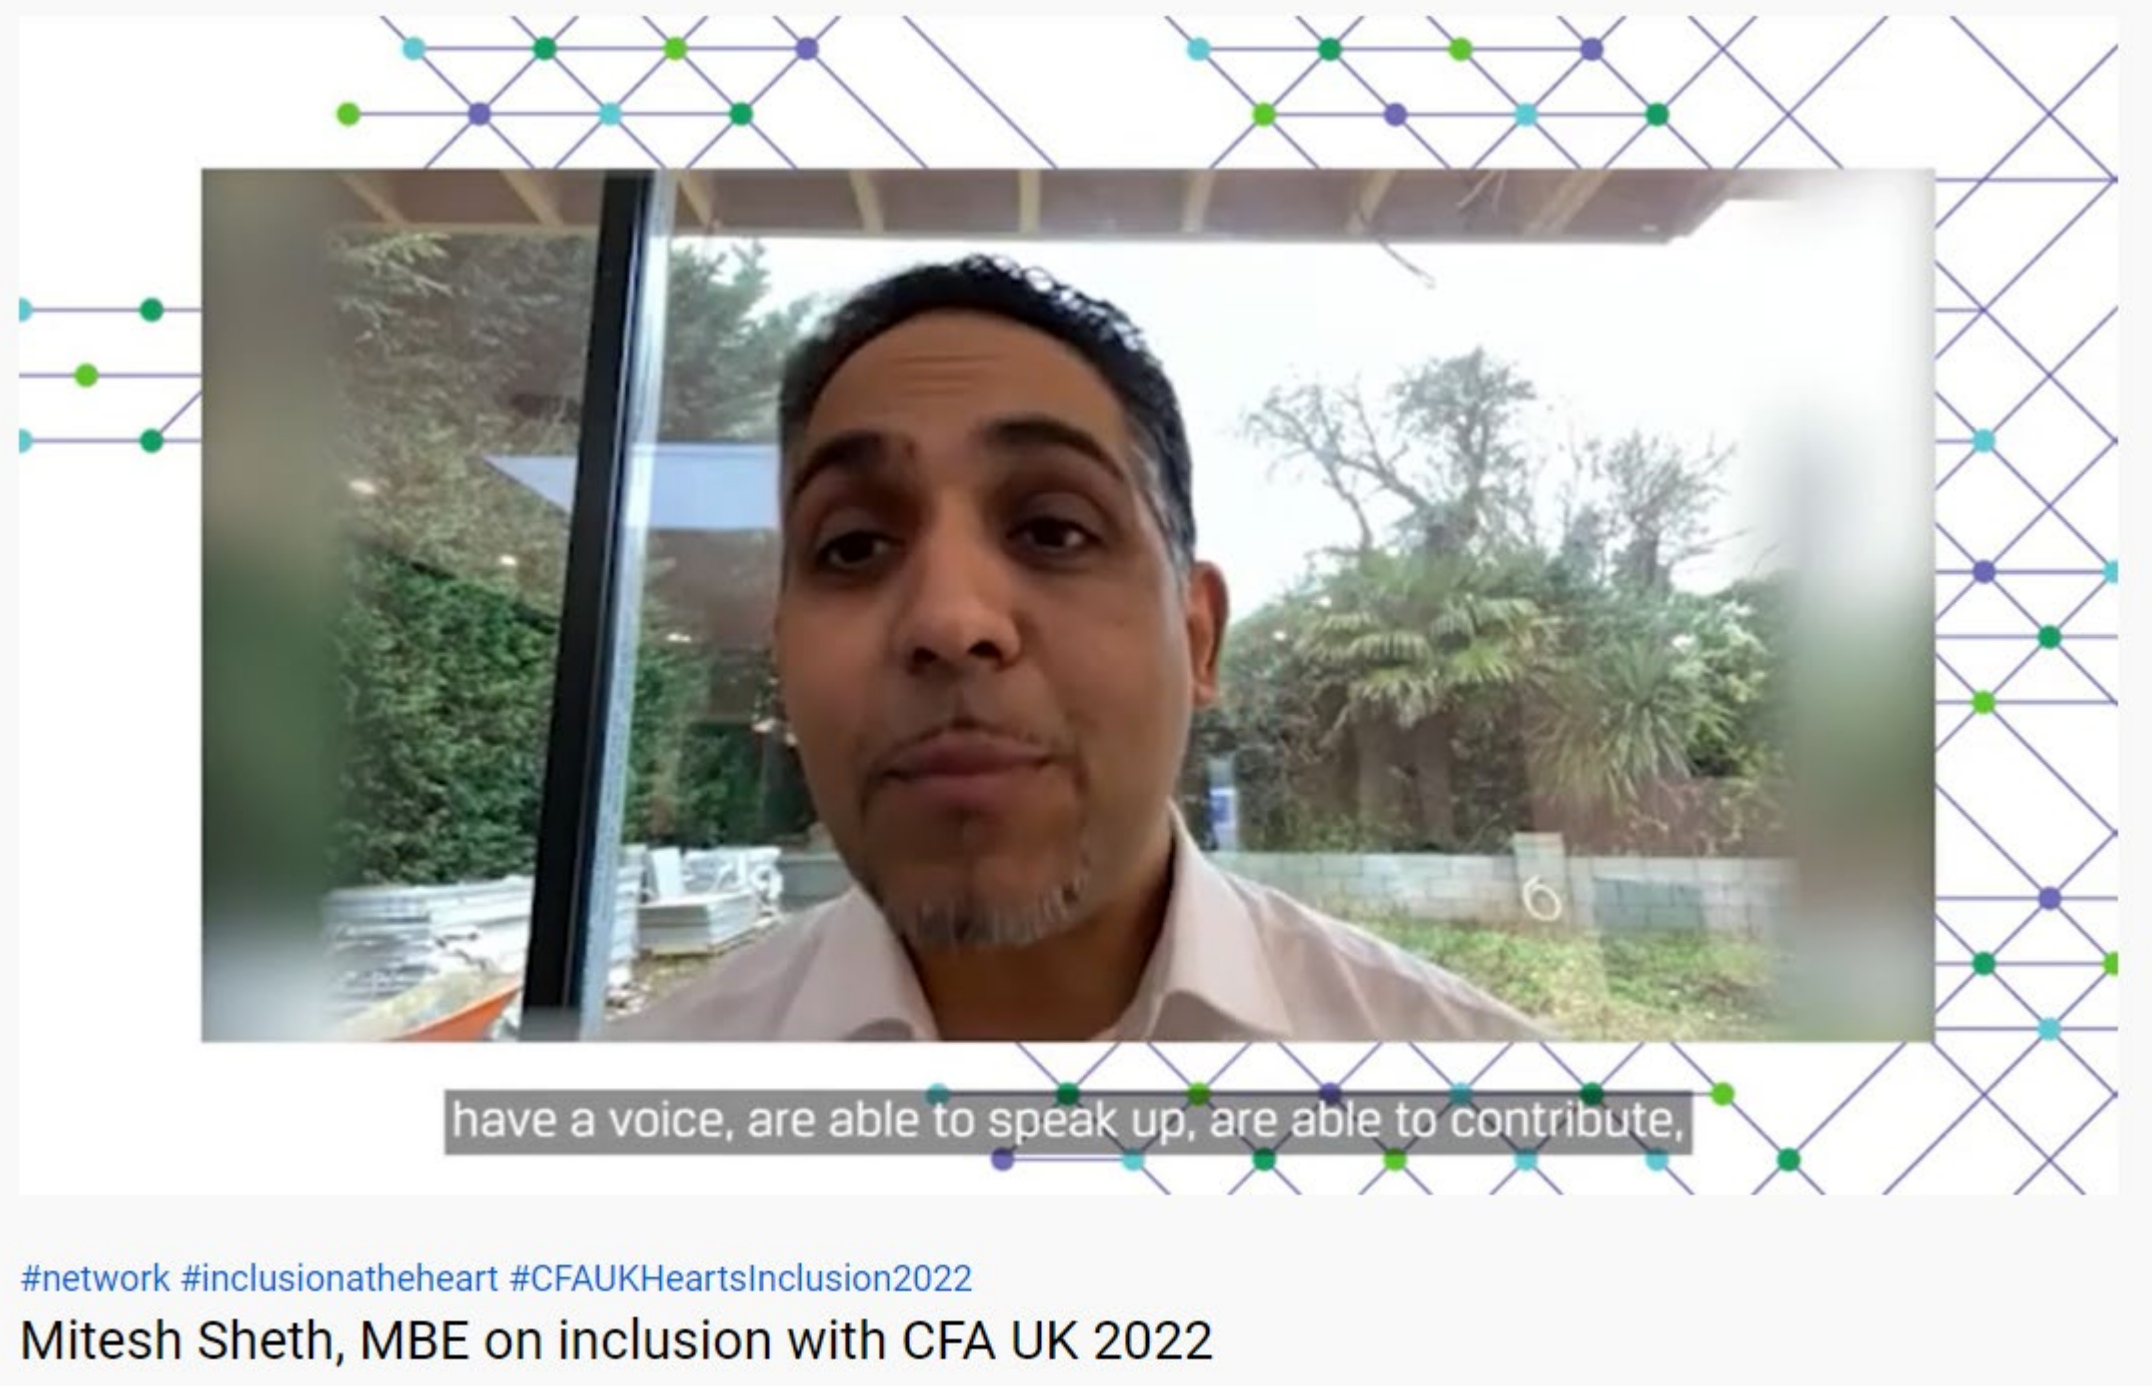 have a voice, are able to speak up, are able to contribute,
#network #inclusionatheheart #CFAUKHeartsInclusion2022
Mitesh Sheth, MBE on inclusion with CFA UK 2022